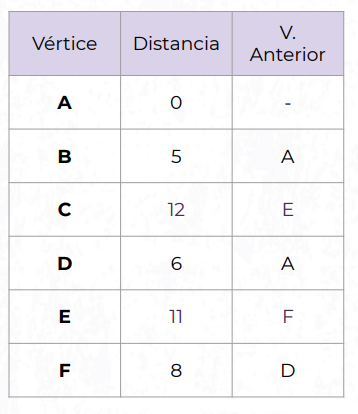 Vértice Distancia V. Anterior
A 0 -
B 5 A
C 12 E
D 6 A
E 11 F
F 8 D